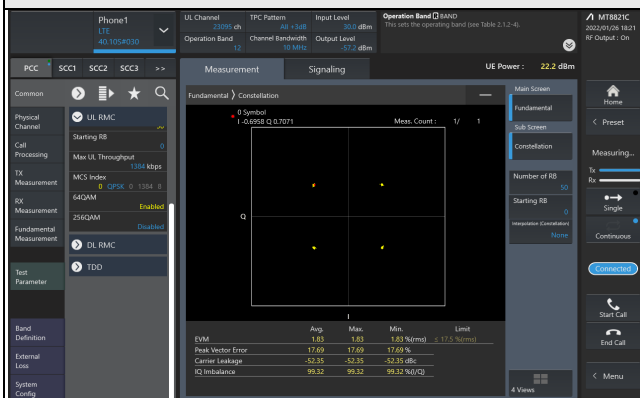 Phone1
LTE
40.10S#030
UL Channel
23095 ch
TPC Pattern
All +3dB
Input Level
30.0 dBm
Operation Band
12
Channel Bandwidth
10 MHz
Output Level
-57.2 dBm
Operation Band BAND
This sets the operating band (see Table 2.1.2-4).
MT8821C
2022/01/26 18:21
RF Output : On
PCC SCC1 SCC2 SCC3 >>
Measurement Signaling
UE Power : 22.2 dBm
Common
Physical
Channel
Call
Processing
TX
Measurement
RX
Measurement
Fundamental
Measurement
Test
Parameter
Band
Definition
External
Loss
System
Config
UL RMC
50
Starting RB
0
Max UL Throughput
1384 kbps
MCS Index
0 QPSK 0 1384 8
64QAM
Enabled
256QAM
Disabled
DL RMC
TDD
Fundamental Constellation
0 Symbol
I -0.6958 Q 0.7071
Meas. Count : 1/ 1
Q
I
Avg. Max. Min. Limit
EVM 1.83 1.83 1.83 %(rms) ≤ 17.5 %(rms)
Peak Vector Error 17.69 17.69 17.69 %
Carrier Leakage -52.35 -52.35 -52.35 dBc
IQ Imbalance 99.32 99.32 99.32 %(I/Q)
Main Screen
Fundamental
Sub Screen
Constellation
Number of RB
50
Starting RB
0
Interpolation (Constellation)
None
4 Views
Home
< Preset
Measuring...
Tx
Rx
Single
Continuous
Connected
Start Call
End Call
< Menu